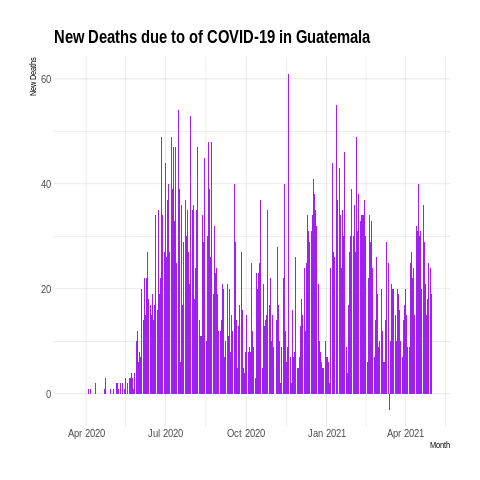 New Deaths due to of COVID-19 in Guatemala
New Deaths
60
40
20
0
Apr 2020 Jul 2020 Oct 2020 Jan 2021 Apr 2021
Month